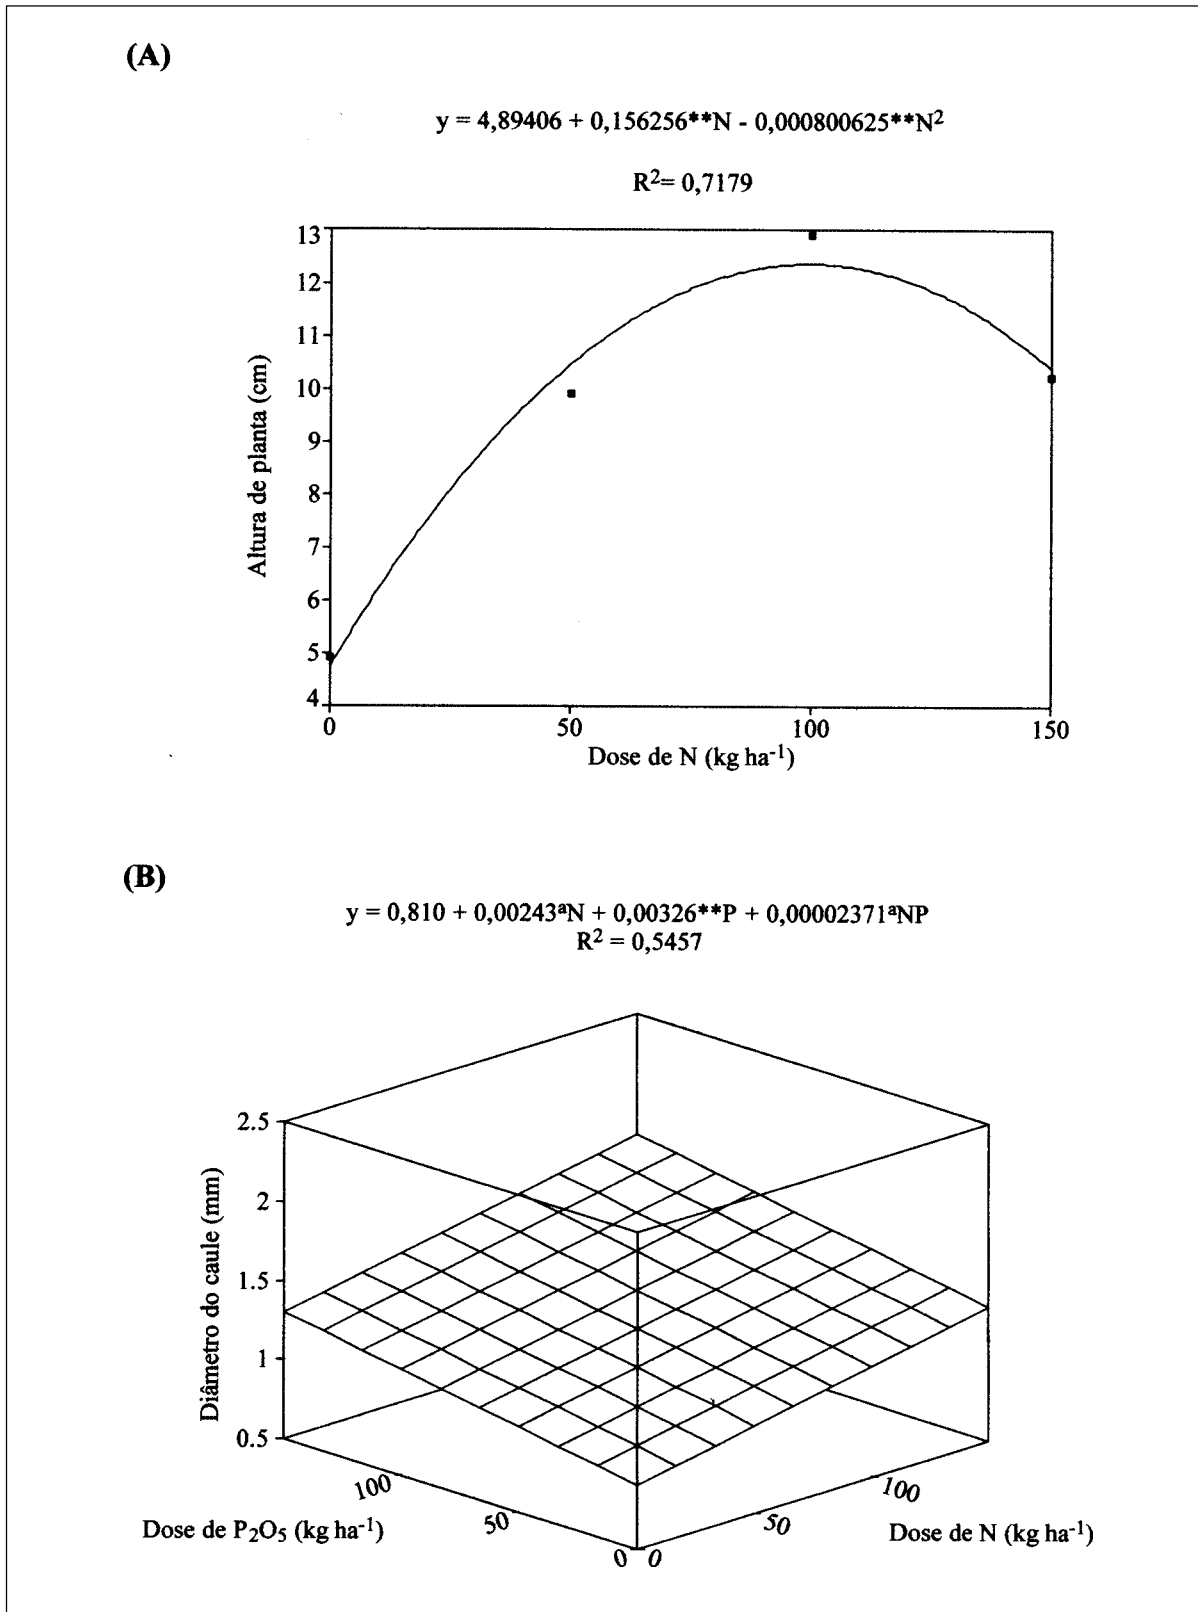 (A)
y = 4,89406 + 0,156256**N - 0,000800625**N²
R²= 0,7179
13
12
11
10
9
8
7
6
5
4
Altura de planta (cm)
0 50 100 150
Dose de N (kg ha⁻¹)
(B)
y = 0,810 + 0,00243ᵃN + 0,00326**P + 0,00002371ᵃNP
R² = 0,5457
2.5
2
1.5
1
0.5
Diâmetro do caule (mm)
100 50 0
0 50 100
Dose de P₂O₅ (kg ha⁻¹)
Dose de N (kg ha⁻¹)